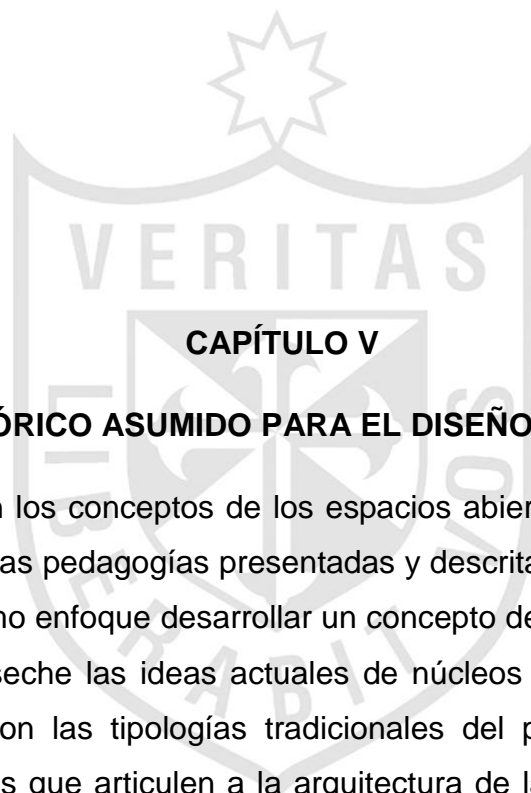 VERITAS
CAPÍTULO V
ÓRICO ASUMIDO PARA EL DISEÑO
los conceptos de los espacios abier
as pedagogías presentadas y descrita
no enfoque desarrollar un concepto de
seche las ideas actuales de núcleos
on las tipologías tradicionales del p
s que articulen a la arquitectura de l
LIBERABIT VOS